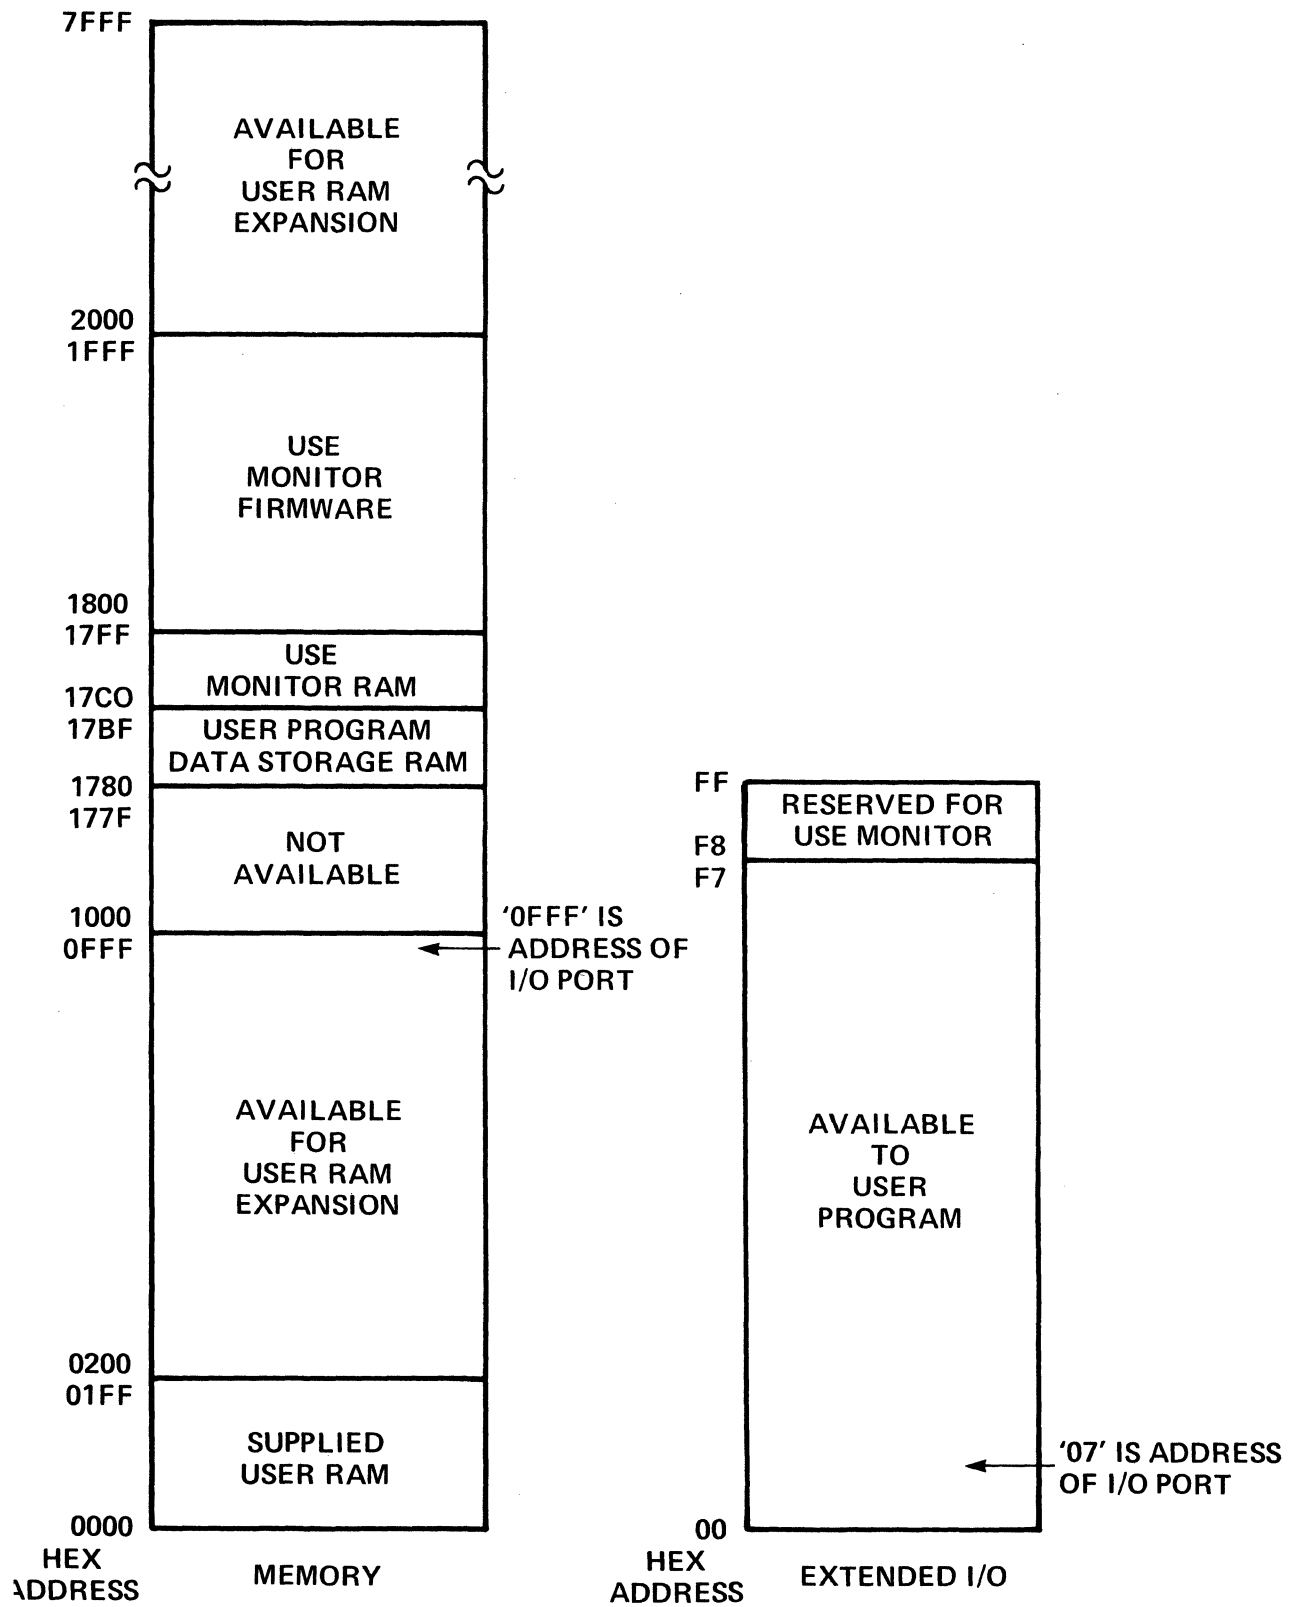 7FFF
AVAILABLE
FOR
USER RAM
EXPANSION
2000
1FFF
USE
MONITOR
FIRMWARE
1800
17FF
USE
MONITOR RAM
17CO
17BF
USER PROGRAM
DATA STORAGE RAM
1780
177F
NOT
AVAILABLE
1000
0FFF
'0FFF' IS
ADDRESS OF
I/O PORT
AVAILABLE
FOR
USER RAM
EXPANSION
0200
01FF
SUPPLIED
USER RAM
0000
HEX
ADDRESS
MEMORY
FF
RESERVED FOR
USE MONITOR
F8
F7
AVAILABLE
TO
USER
PROGRAM
'07' IS ADDRESS
OF I/O PORT
00
HEX
ADDRESS
EXTENDED I/O